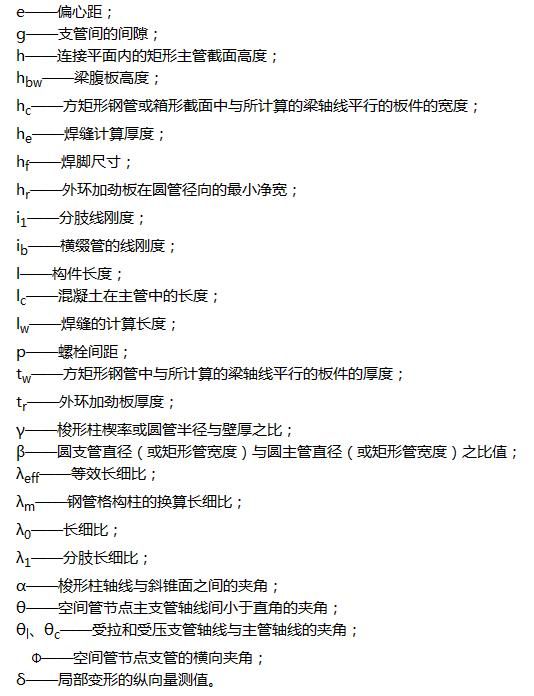 e——偏心距；
g——支管间的间隙；
h——连接平面内的矩形主管截面高度；
h_bw——梁腹板高度；
h_c——方矩形钢管或箱形截面中与所计算的梁轴线平行的板件的宽度；
h_e——焊缝计算厚度；
h_f——焊脚尺寸；
h_r——外环加劲板在圆管径向的最小净宽；
i_1——分肢线刚度；
i_b——横缀管的线刚度；
l——构件长度；
l_c——混凝土在主管中的长度；
l_w——焊缝的计算长度；
p——螺栓间距；
t_w——方矩形钢管中与所计算的梁轴线平行的板件的厚度；
t_r——外环加劲板厚度；
γ——梭形柱楔率或圆管半径与壁厚之比；
β——圆支管直径（或矩形管宽度）与圆主管直径（或矩形管宽度）之比值；
λ_eff——等效长细比；
λ_m——钢管格构柱的换算长细比；
λ_0——长细比；
λ_1——分肢长细比；
α——梭形柱轴线与斜锥面之间的夹角；
θ——空间管节点主支管轴线间小于直角的夹角；
θ_l、θ_c——受拉和受压支管轴线与主管轴线的夹角；
Φ——空间管节点支管的横向夹角；
δ——局部变形的纵向量测值。